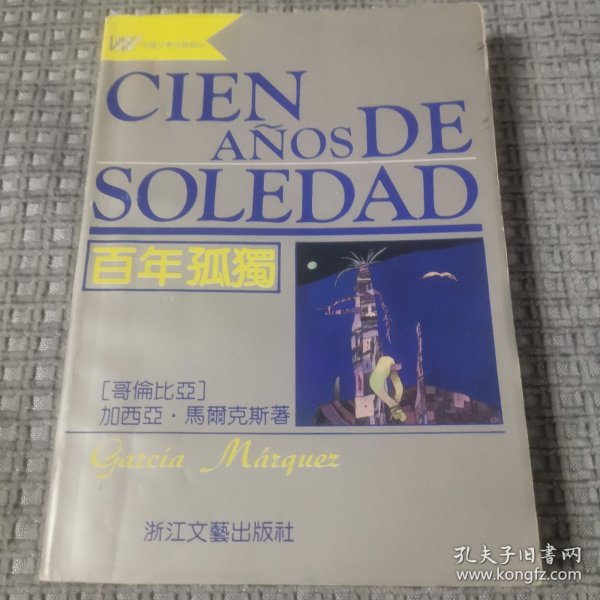 CIEN
AÑOS DE
SOLEDAD
百年孤獨
[哥倫比亞]
加西亞·馬爾克斯著
García Márquez
浙江文藝出版社
孔夫子旧书网
www.kongfz.com